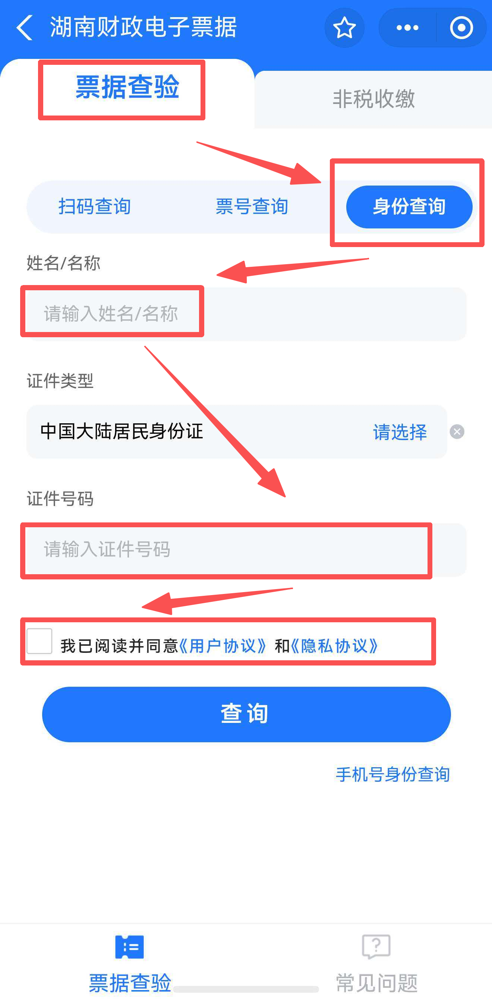 湖南财政电子票据
票据查验
非税收缴
扫码查询 票号查询 身份查询
姓名/名称
请输入姓名/名称
证件类型
中国大陆居民身份证 请选择
证件号码
请输入证件号码
我已阅读并同意《用户协议》和《隐私协议》
查询
手机号身份查询
票据查验 常见问题